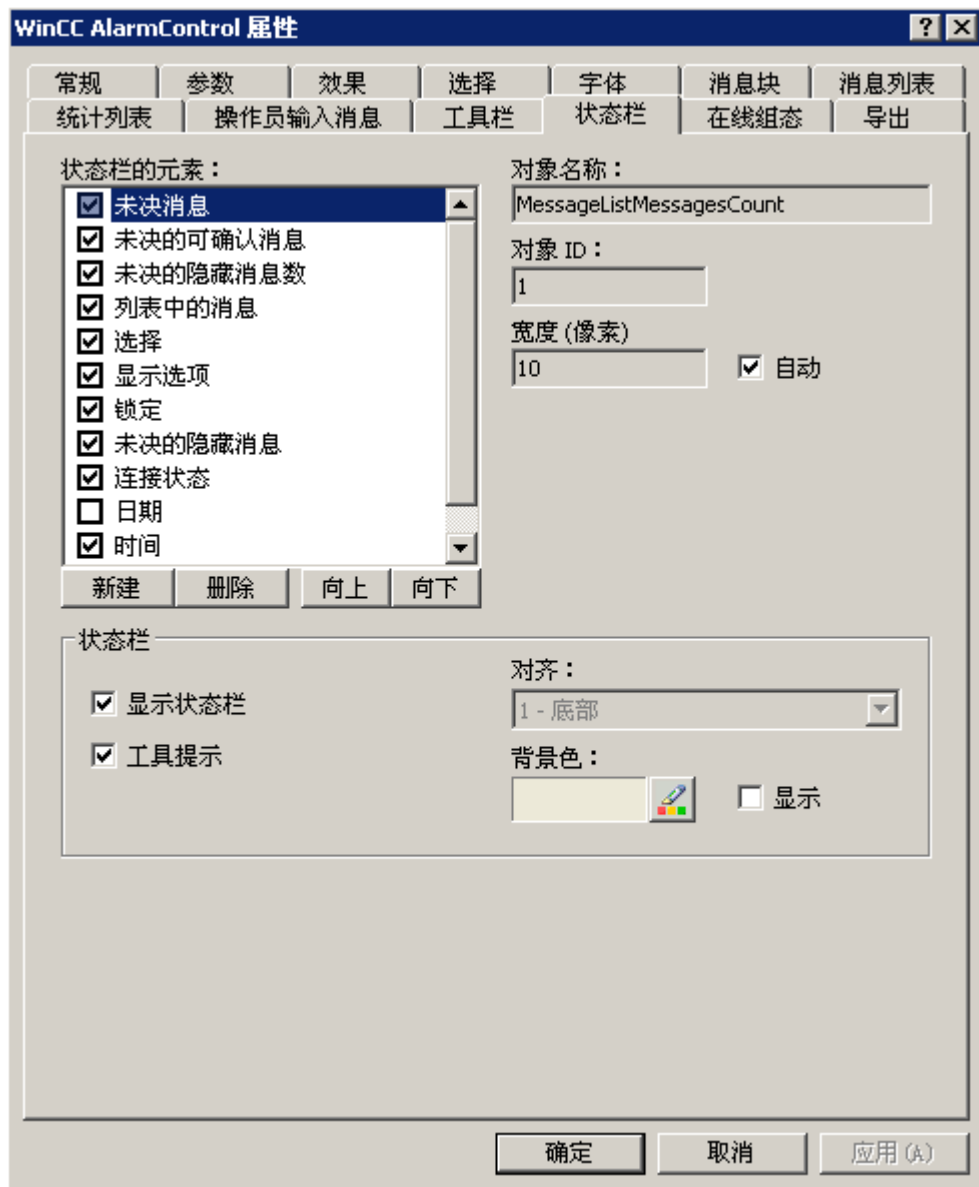 WinCC AlarmControl 属性
常规 参数 效果 选择 字体 消息块 消息列表
统计列表 操作员输入消息 工具栏 状态栏 在线组态 导出
状态栏的元素：
未决消息
未决的可确认消息
未决的隐藏消息数
列表中的消息
选择
显示选项
锁定
未决的隐藏消息
连接状态
日期
时间
新建 删除 向上 向下
对象名称：
MessageListMessagesCount
对象 ID：
1
宽度 (像素)
10 自动
状态栏
显示状态栏
工具提示
对齐：
1 - 底部
背景色：
显示
确定 取消 应用 (A)